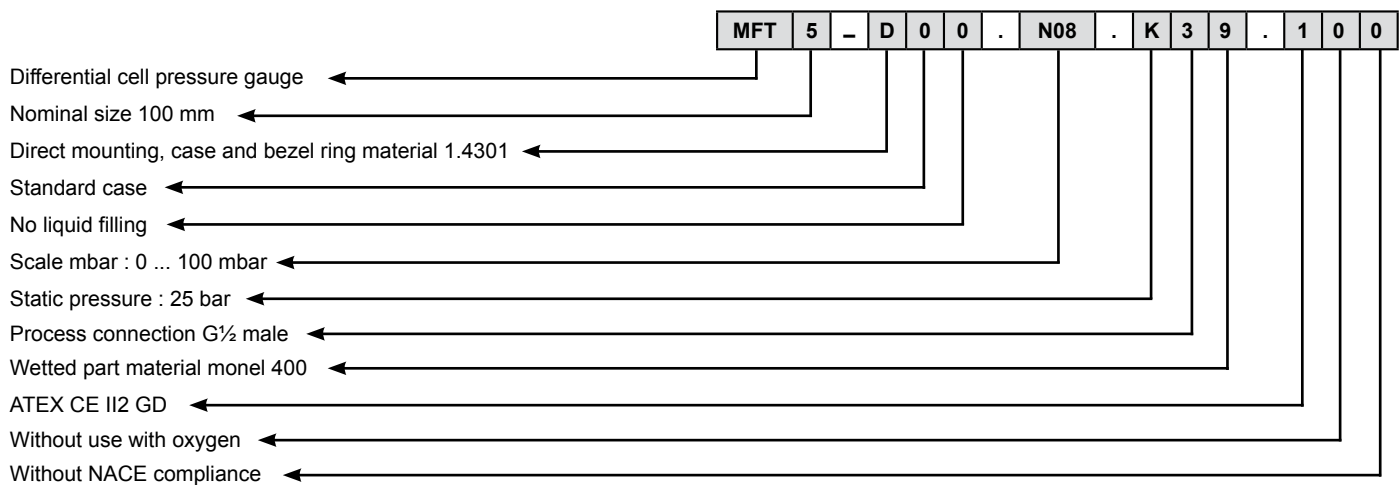 MFT 5 – D 0 0 . N08 . K 3 9 . 1 0 0
Differential cell pressure gauge
Nominal size 100 mm
Direct mounting, case and bezel ring material 1.4301
Standard case
No liquid filling
Scale mbar : 0 ... 100 mbar
Static pressure : 25 bar
Process connection G½ male
Wetted part material monel 400
ATEX CE II2 GD
Without use with oxygen
Without NACE compliance